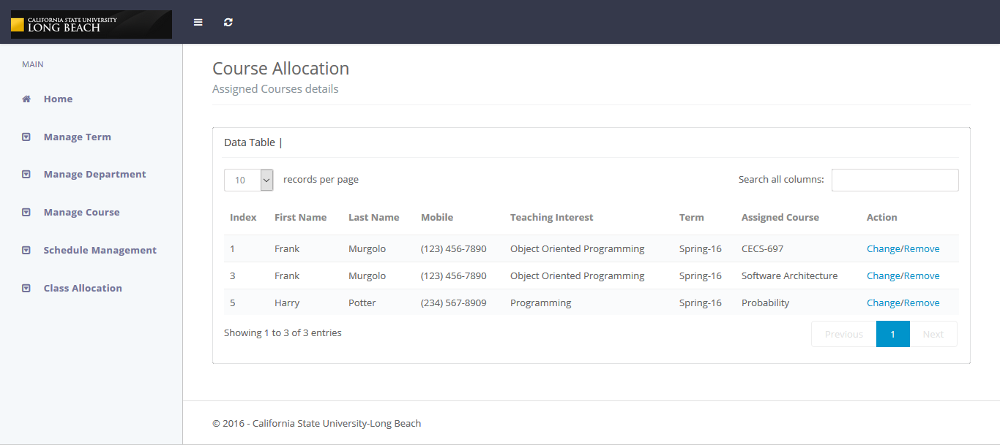 CALIFORNIA STATE UNIVERSITY
LONG BEACH
MAIN
Home
Manage Term
Manage Department
Manage Course
Schedule Management
Class Allocation
Course Allocation
Assigned Courses details
Data Table |
10 records per page Search all columns:
Index First Name Last Name Mobile Teaching Interest Term Assigned Course Action
1 Frank Murgolo (123) 456-7890 Object Oriented Programming Spring-16 CECS-697 Change/Remove
3 Frank Murgolo (123) 456-7890 Object Oriented Programming Spring-16 Software Architecture Change/Remove
5 Harry Potter (234) 567-8909 Programming Spring-16 Probability Change/Remove
Showing 1 to 3 of 3 entries Previous 1 Next
© 2016 - California State University-Long Beach